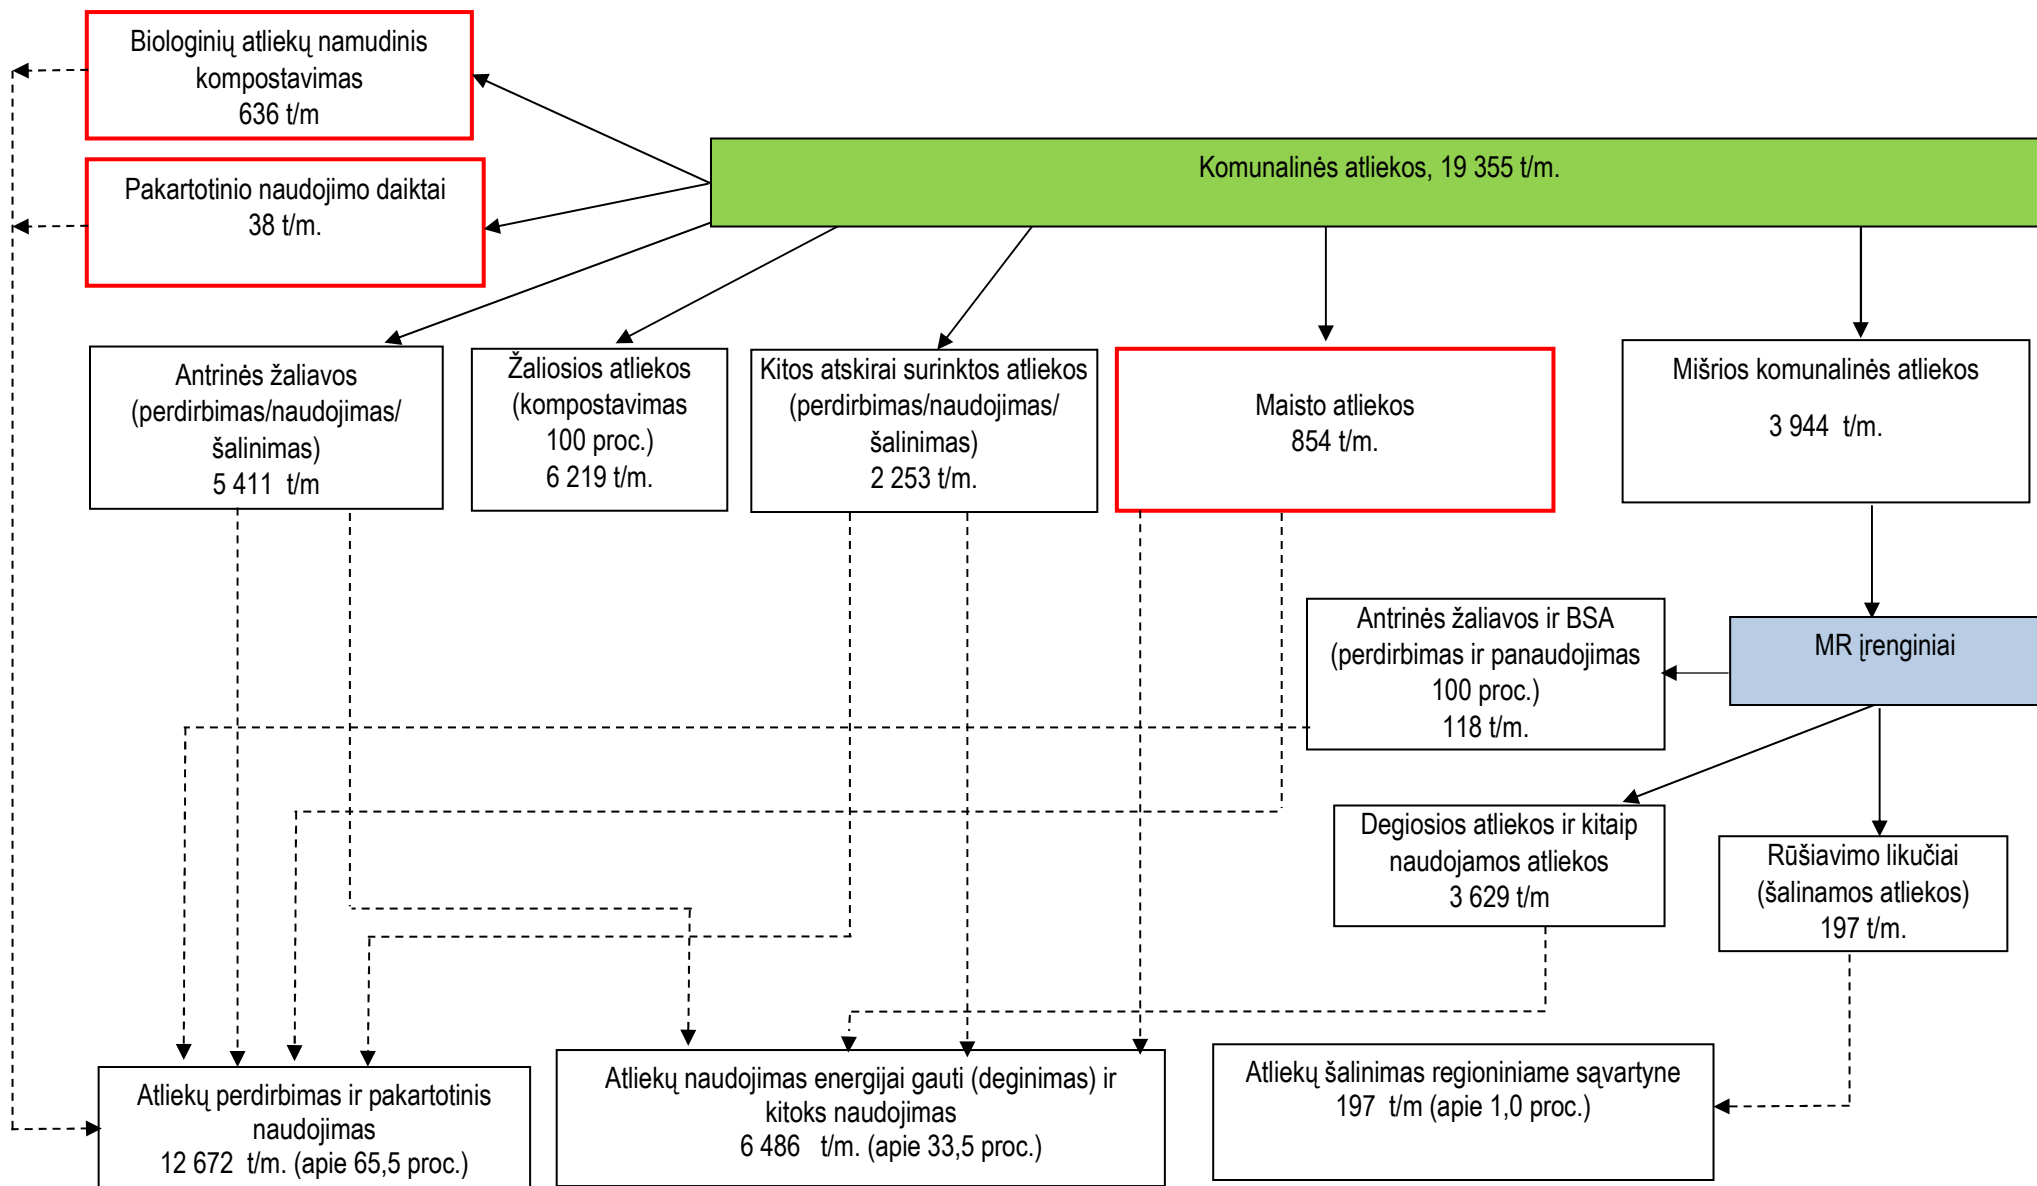 Biologinių atliekų namudinis
kompostavimas
636 t/m
Komunalinės atliekos, 19 355 t/m.
Pakartotinio naudojimo daiktai
38 t/m.
Antrinės žaliavos
(perdirbimas/naudojimas/
šalinimas)
5 411 t/m
Žaliosios atliekos
(kompostavimas
100 proc.)
6 219 t/m.
Kitos atskirai surinktos atliekos
(perdirbimas/naudojimas/
šalinimas)
2 253 t/m.
Maisto atliekos
854 t/m.
Mišrios komunalinės atliekos
3 944 t/m.
Antrinės žaliavos ir BSA
(perdirbimas ir panaudojimas
100 proc.)
118 t/m.
MR įrenginiai
Degiosios atliekos ir kitaip
naudojamos atliekos
3 629 t/m
Rūšiavimo likučiai
(šalinamos atliekos)
197 t/m.
Atliekų perdirbimas ir pakartotinis
naudojimas
12 672 t/m. (apie 65,5 proc.)
Atliekų naudojimas energijai gauti (deginimas) ir
kitoks naudojimas
6 486 t/m. (apie 33,5 proc.)
Atliekų šalinimas regioniniame sąvartyne
197 t/m (apie 1,0 proc.)